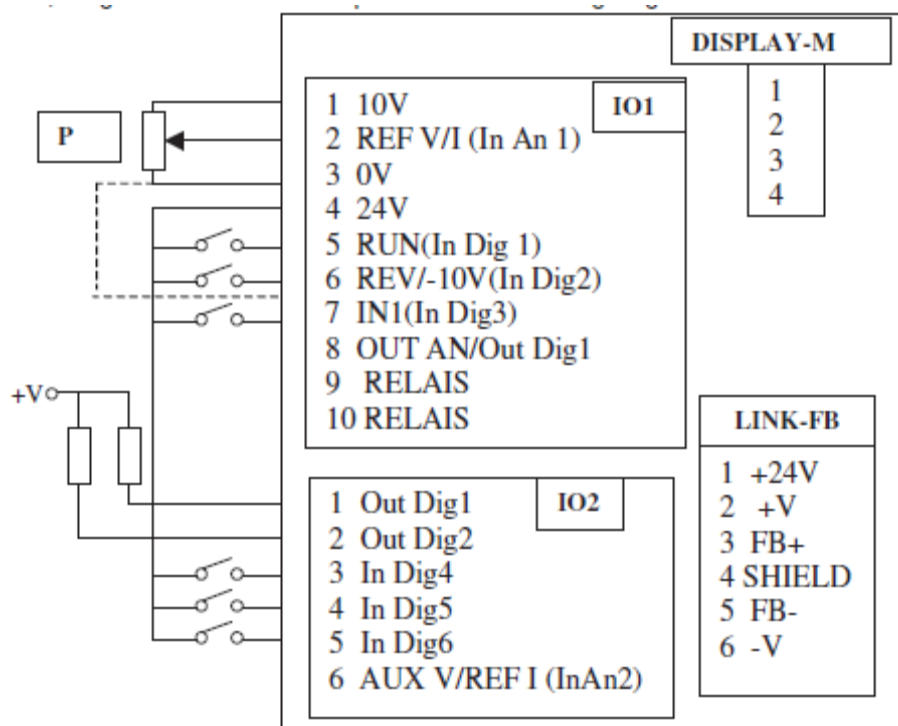 DISPLAY-M
1
2
3
4
P
IO1
1 10V
2 REF V/I (In An 1)
3 0V
4 24V
5 RUN(In Dig 1)
6 REV/-10V(In Dig2)
7 IN1(In Dig3)
8 OUT AN/Out Dig1
9 RELAIS
10 RELAIS
+V
IO2
1 Out Dig1
2 Out Dig2
3 In Dig4
4 In Dig5
5 In Dig6
6 AUX V/REF I (InAn2)
LINK-FB
1 +24V
2 +V
3 FB+
4 SHIELD
5 FB-
6 -V